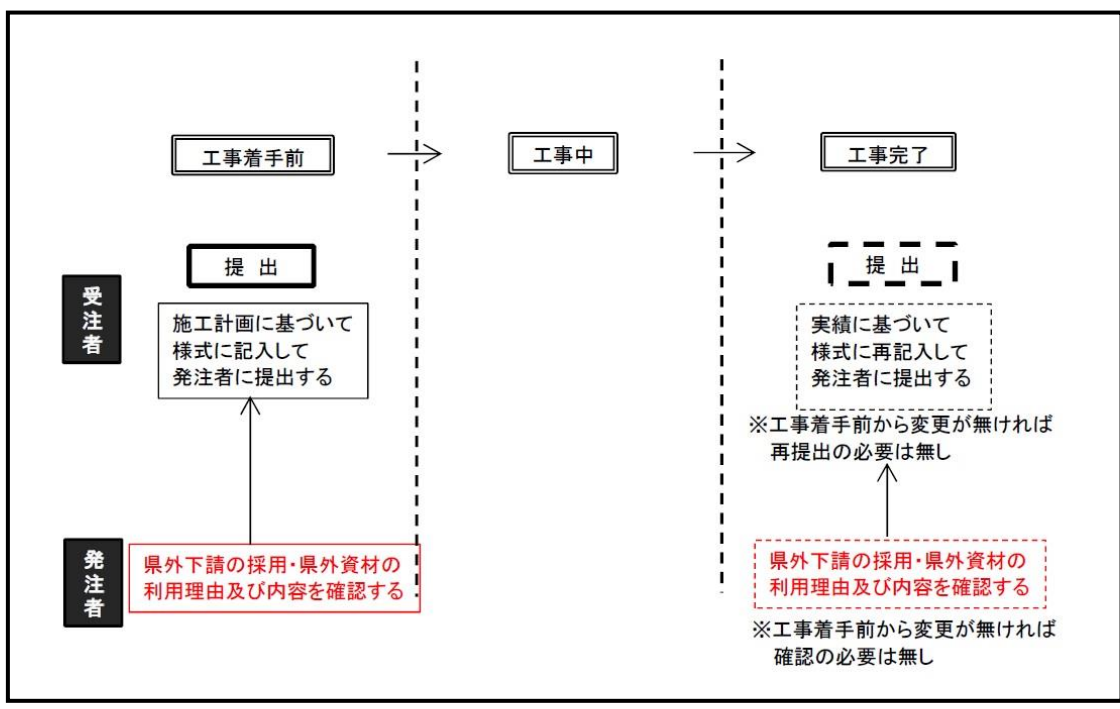 工事着手前
工事中
工事完了
受注者
提 出
施工計画に基づいて
様式に記入して
発注者に提出する
提 出
実績に基づいて
様式に再記入して
発注者に提出する
※工事着手前から変更が無ければ
再提出の必要は無し
発注者
県外下請の採用・県外資材の
利用理由及び内容を確認する
県外下請の採用・県外資材の
利用理由及び内容を確認する
※工事着手前から変更が無ければ
確認の必要は無し